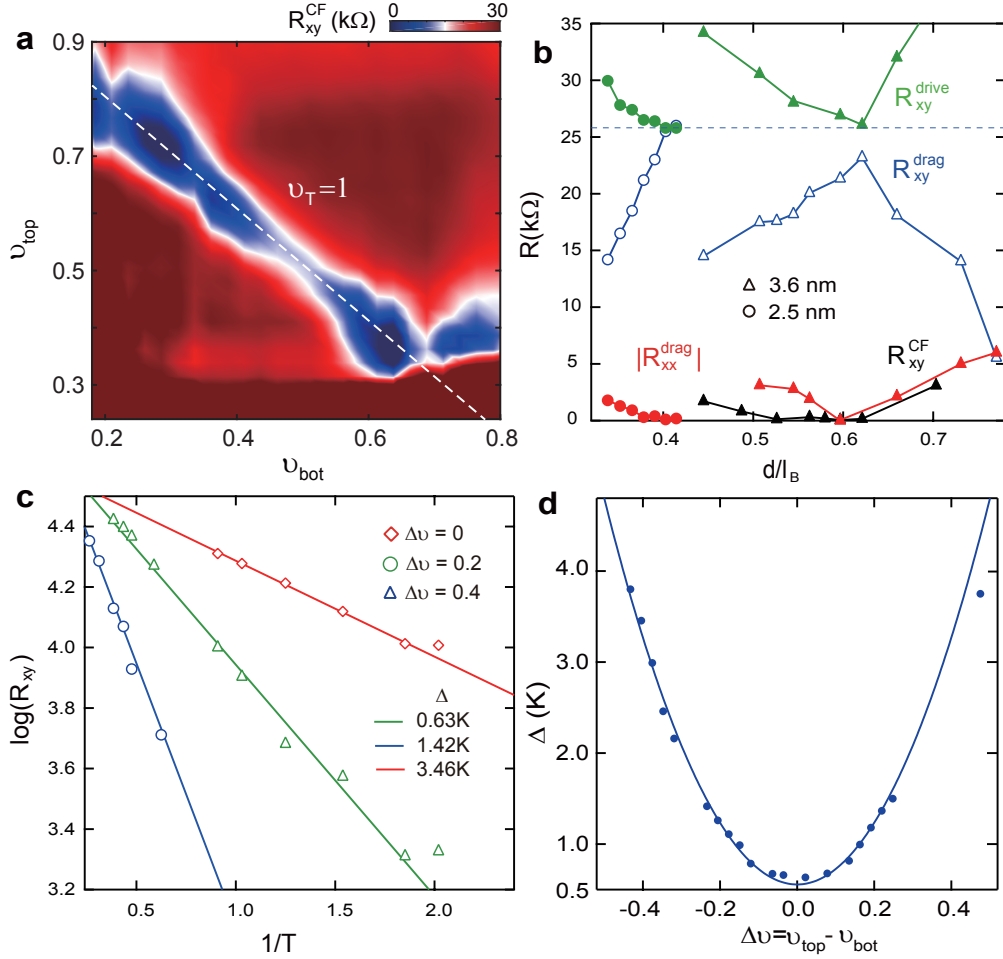 a
R_xy^CF (kΩ)
0 30
0.9
0.7
0.5
0.3
υ_top
υ_T=1
0.2 0.4 0.6 0.8
υ_bot
b
35
30
25
20
15
10
5
0
R(kΩ)
R_xy^drive
R_xy^drag
3.6 nm
2.5 nm
|R_xx^drag|
R_xy^CF
0.4 0.5 0.6 0.7
d/l_B
c
4.4
4.2
4.0
3.8
3.6
3.4
3.2
log(R_xy)
Δυ = 0
Δυ = 0.2
Δυ = 0.4
Δ
0.63K
1.42K
3.46K
0.5 1.0 1.5 2.0
1/T
d
4.0
3.0
2.0
1.0
0.5
Δ (K)
-0.4 -0.2 0.0 0.2 0.4
Δυ=υ_top- υ_bot